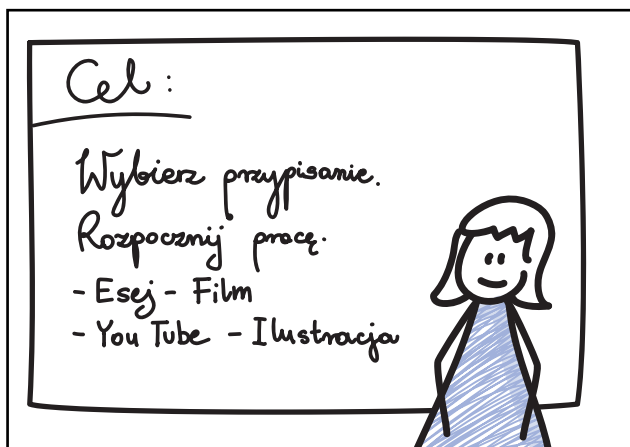 Cel:
Wybierz przypisanie.
Rozpocznij pracę.
- Esej - Film
- You Tube - Ilustracja